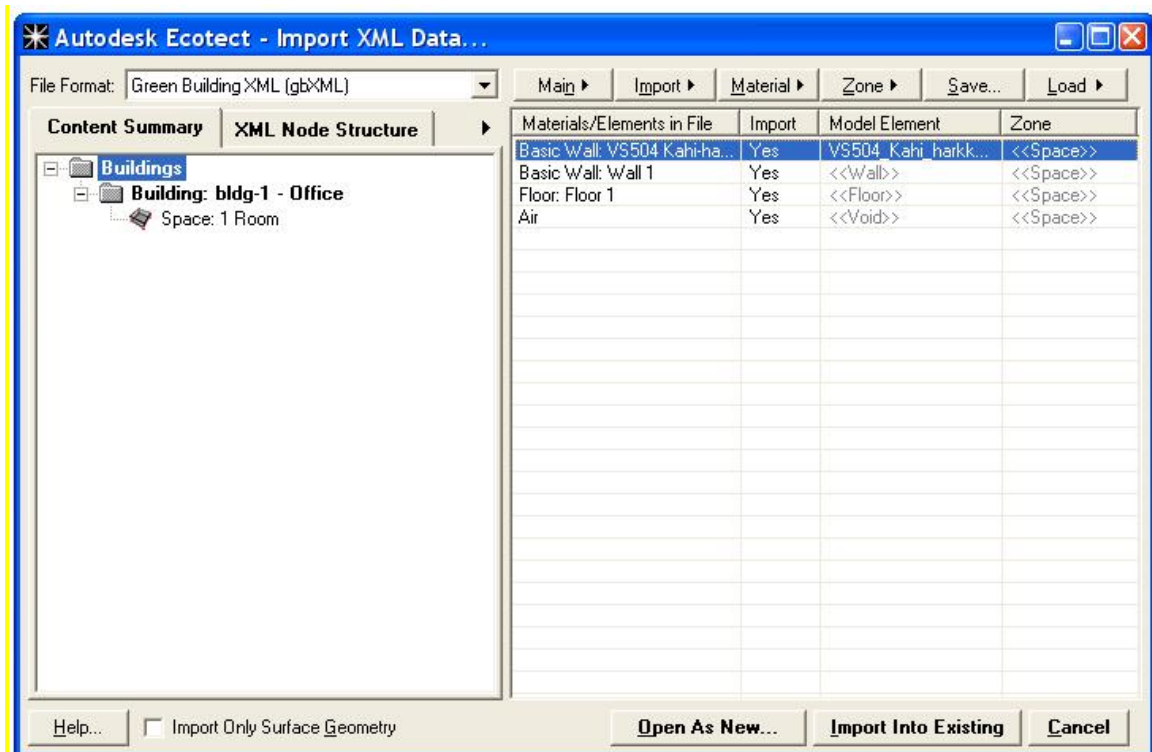 Autodesk Ecotect - Import XML Data...
File Format: Green Building XML (gbXML)
Main Import Material Zone Save... Load
Content Summary XML Node Structure
Buildings
Building: bldg-1 - Office
Space: 1 Room
Materials/Elements in File Import Model Element Zone
Basic Wall: VS504 Kahi-ha... Yes VS504_Kahi_harkk... <<Space>>
Basic Wall: Wall 1 Yes <<Wall>> <<Space>>
Floor: Floor 1 Yes <<Floor>> <<Space>>
Air Yes <<Void>> <<Space>>
Help... Import Only Surface Geometry Open As New... Import Into Existing Cancel